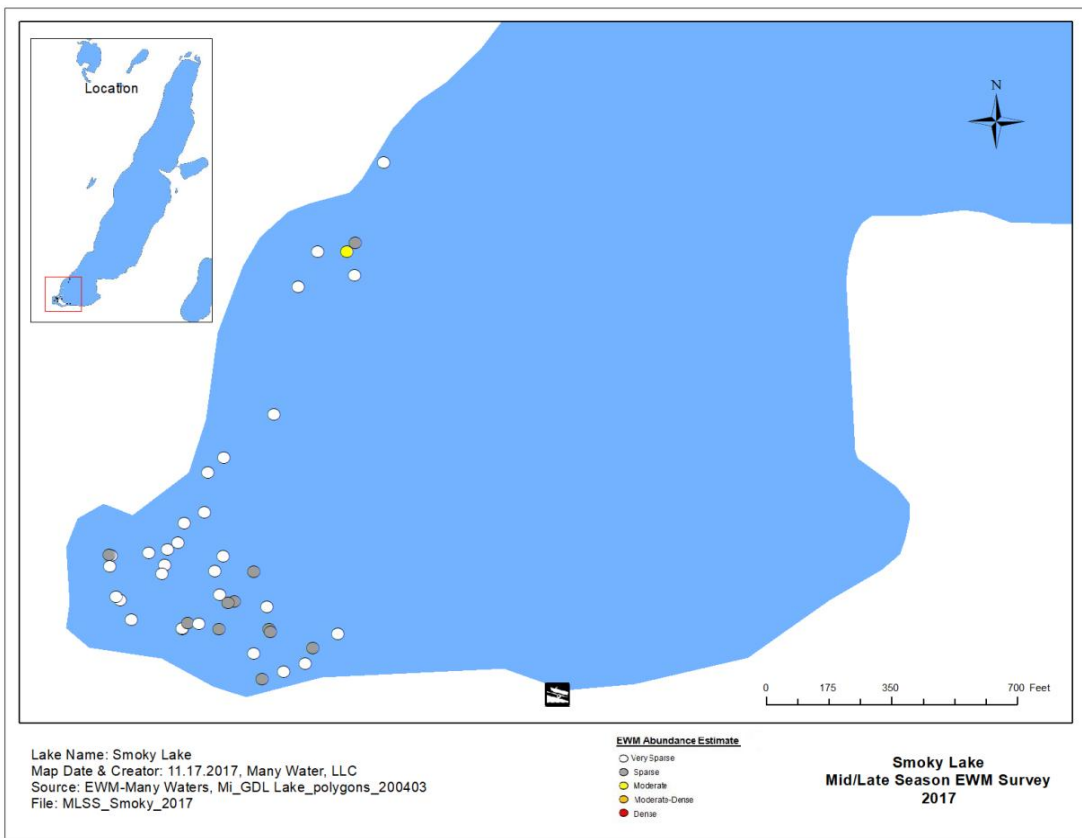 Location
N
0 175 350 700 Feet
Lake Name: Smoky Lake
Map Date & Creator: 11.17.2017, Many Water, LLC
Source: EWM-Many Waters, Mi_GDL Lake_polygons_200403
File: MLSS_Smoky_2017
EWM Abundance Estimate
Very Sparse
Sparse
Moderate
Moderate-Dense
Dense
Smoky Lake
Mid/Late Season EWM Survey
2017